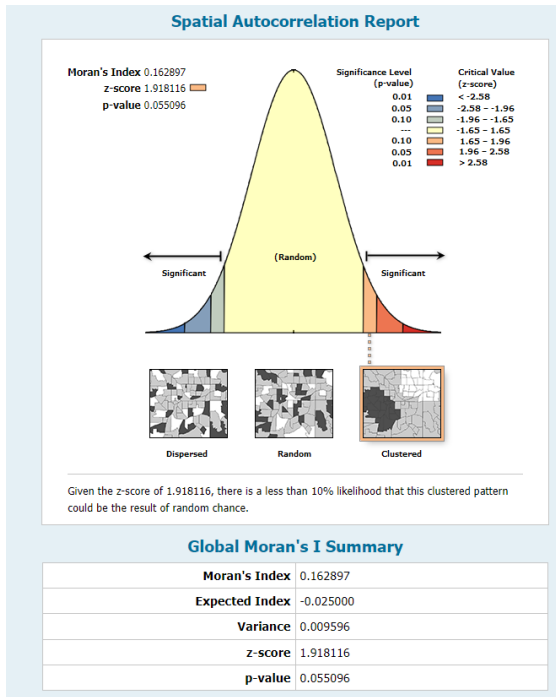 Spatial Autocorrelation Report
Moran's Index 0.162897
z-score 1.918116
p-value 0.055096
Significance Level (p-value) Critical Value (z-score)
0.01 < -2.58
0.05 -2.58 – -1.96
0.10 -1.96 – -1.65
--- -1.65 – 1.65
0.10 1.65 – 1.96
0.05 1.96 – 2.58
0.01 > 2.58
(Random)
Significant Significant
Dispersed Random Clustered
Given the z-score of 1.918116, there is a less than 10% likelihood that this clustered pattern
could be the result of random chance.
Global Moran's I Summary
Moran's Index 0.162897
Expected Index -0.025000
Variance 0.009596
z-score 1.918116
p-value 0.055096